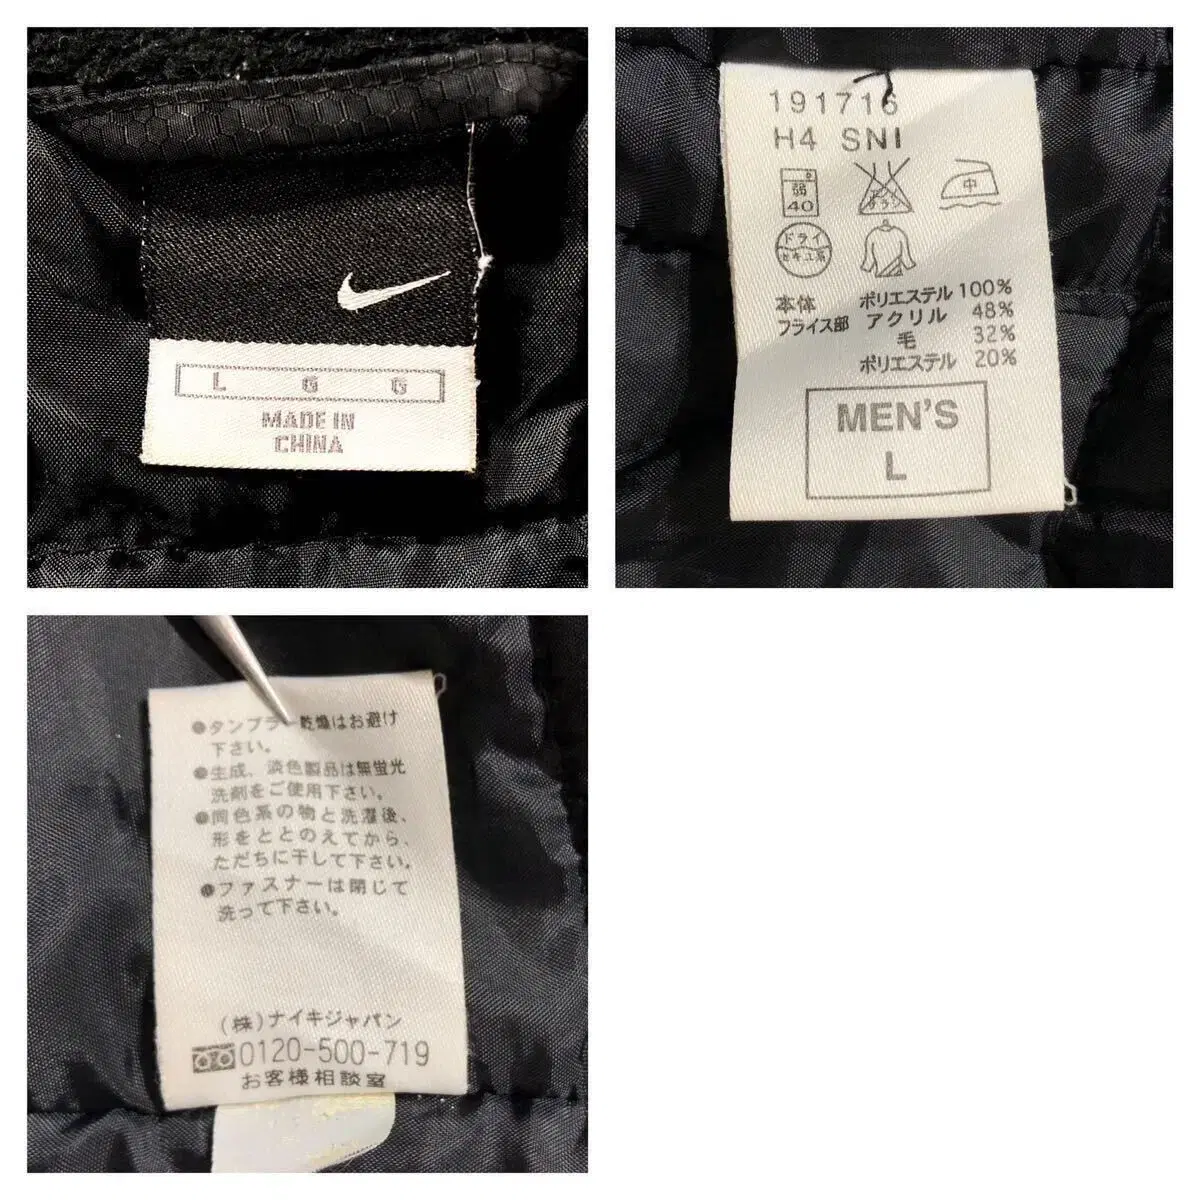 L G G
MADE IN
CHINA
191716
H4 SNI
弱
40
中
ドライ
セキユ系
本体 ポリエステル 100%
フライス部 アクリル 48%
毛 32%
ポリエステル 20%
MEN'S
L
●タンブラー乾燥はお避け
下さい。
●生成、淡色製品は無蛍光
洗剤をご使用下さい。
●同色系の物と洗濯後、
形をととのえてから、
ただちに干して下さい。
●ファスナーは閉じて
洗って下さい。
(株)ナイキジャパン
0120-500-719
お客様相談室